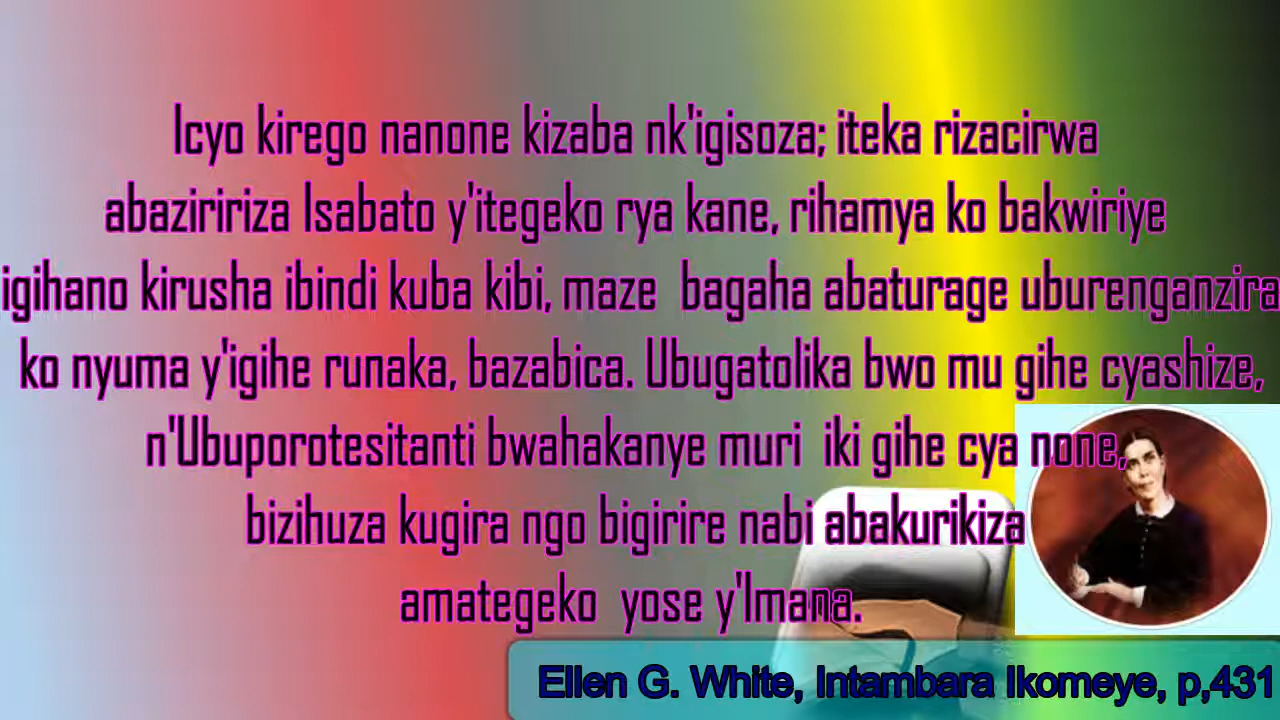 Icyo kirego nanone kizaba nk'igisoza; iteka rizacirwa
abaziririza Isabato y'itegeko rya kane, rihamya ko bakwiriye
igihano kirusha ibindi kuba kibi, maze bagaha abaturage uburenganzira
ko nyuma y'igihe runaka, bazabica. Ubugatolika bwo mu gihe cyashize,
n'Ubuporotesitanti bwahakanye muri iki gihe cya none,
bizihuza kugira ngo bigirire nabi abakurikiza
amategeko yose y'Imana.
Ellen G. White, Intambara Ikomeye, p,431